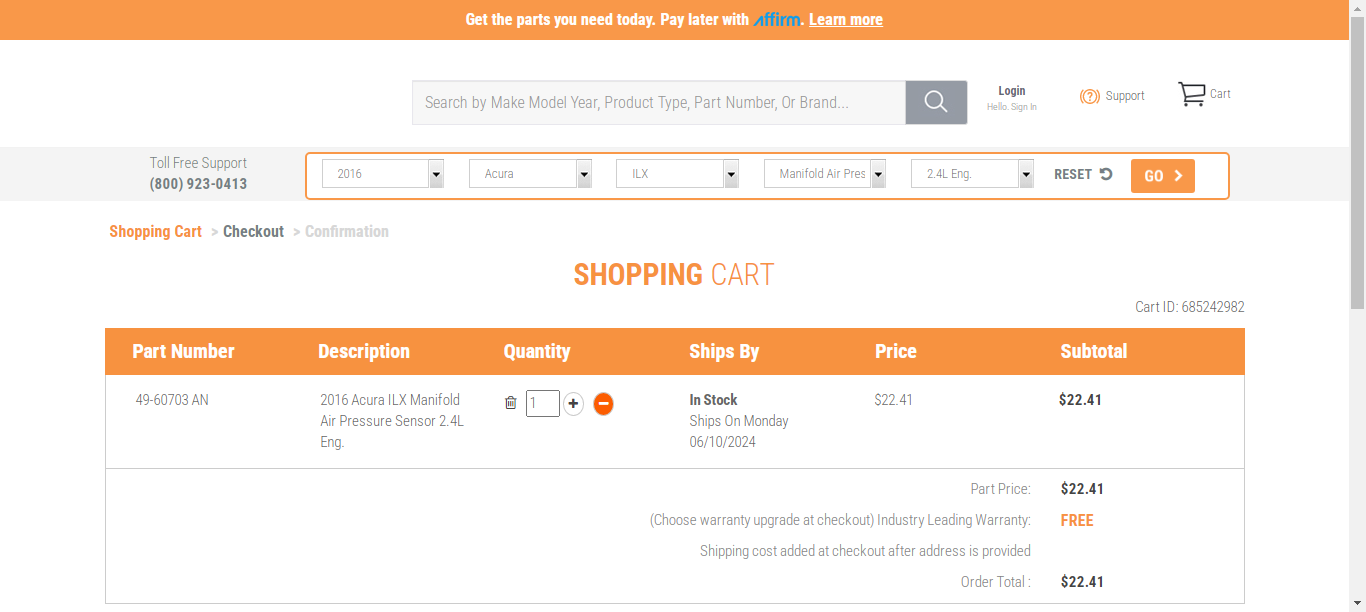 Get the parts you need today. Pay later with affirm. Learn more
Search by Make Model Year, Product Type, Part Number, Or Brand...
Login
Hello. Sign In
Support
Cart
Toll Free Support
(800) 923-0413
2016
Acura
ILX
Manifold Air Pres
2.4L Eng.
RESET
GO
Shopping Cart > Checkout > Confirmation
SHOPPING CART
Cart ID: 685242982
Part Number Description Quantity Ships By Price Subtotal
49-60703 AN
2016 Acura ILX Manifold
Air Pressure Sensor 2.4L
Eng.
1
In Stock
Ships On Monday
06/10/2024
$22.41
$22.41
Part Price: $22.41
(Choose warranty upgrade at checkout) Industry Leading Warranty: FREE
Shipping cost added at checkout after address is provided
Order Total : $22.41